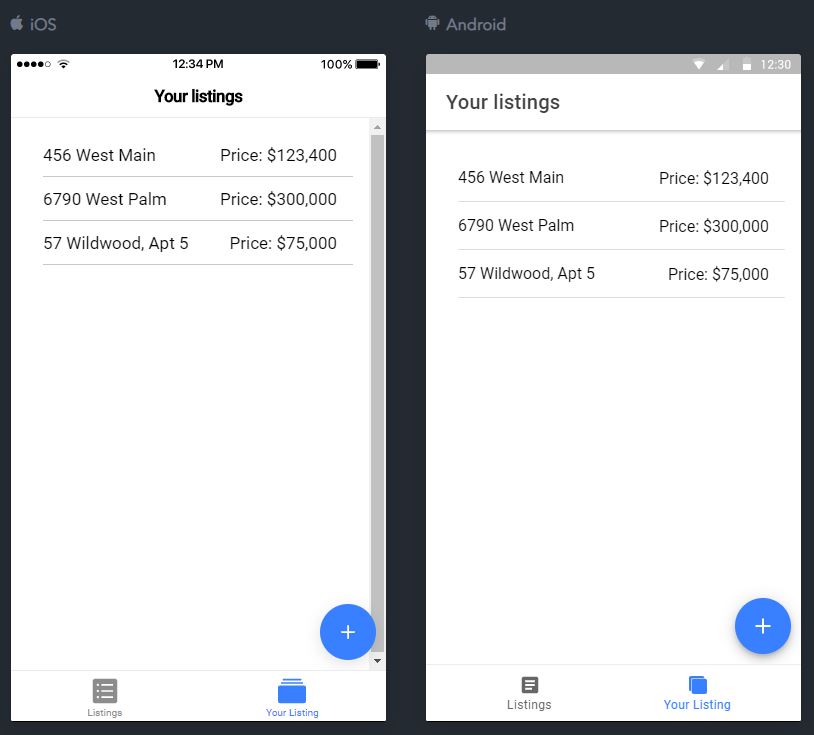 iOS
12:34 PM 100%
Your listings
456 West Main Price: $123,400
6790 West Palm Price: $300,000
57 Wildwood, Apt 5 Price: $75,000
+
Listings Your Listing
Android
12:30
Your listings
456 West Main Price: $123,400
6790 West Palm Price: $300,000
57 Wildwood, Apt 5 Price: $75,000
+
Listings Your Listing